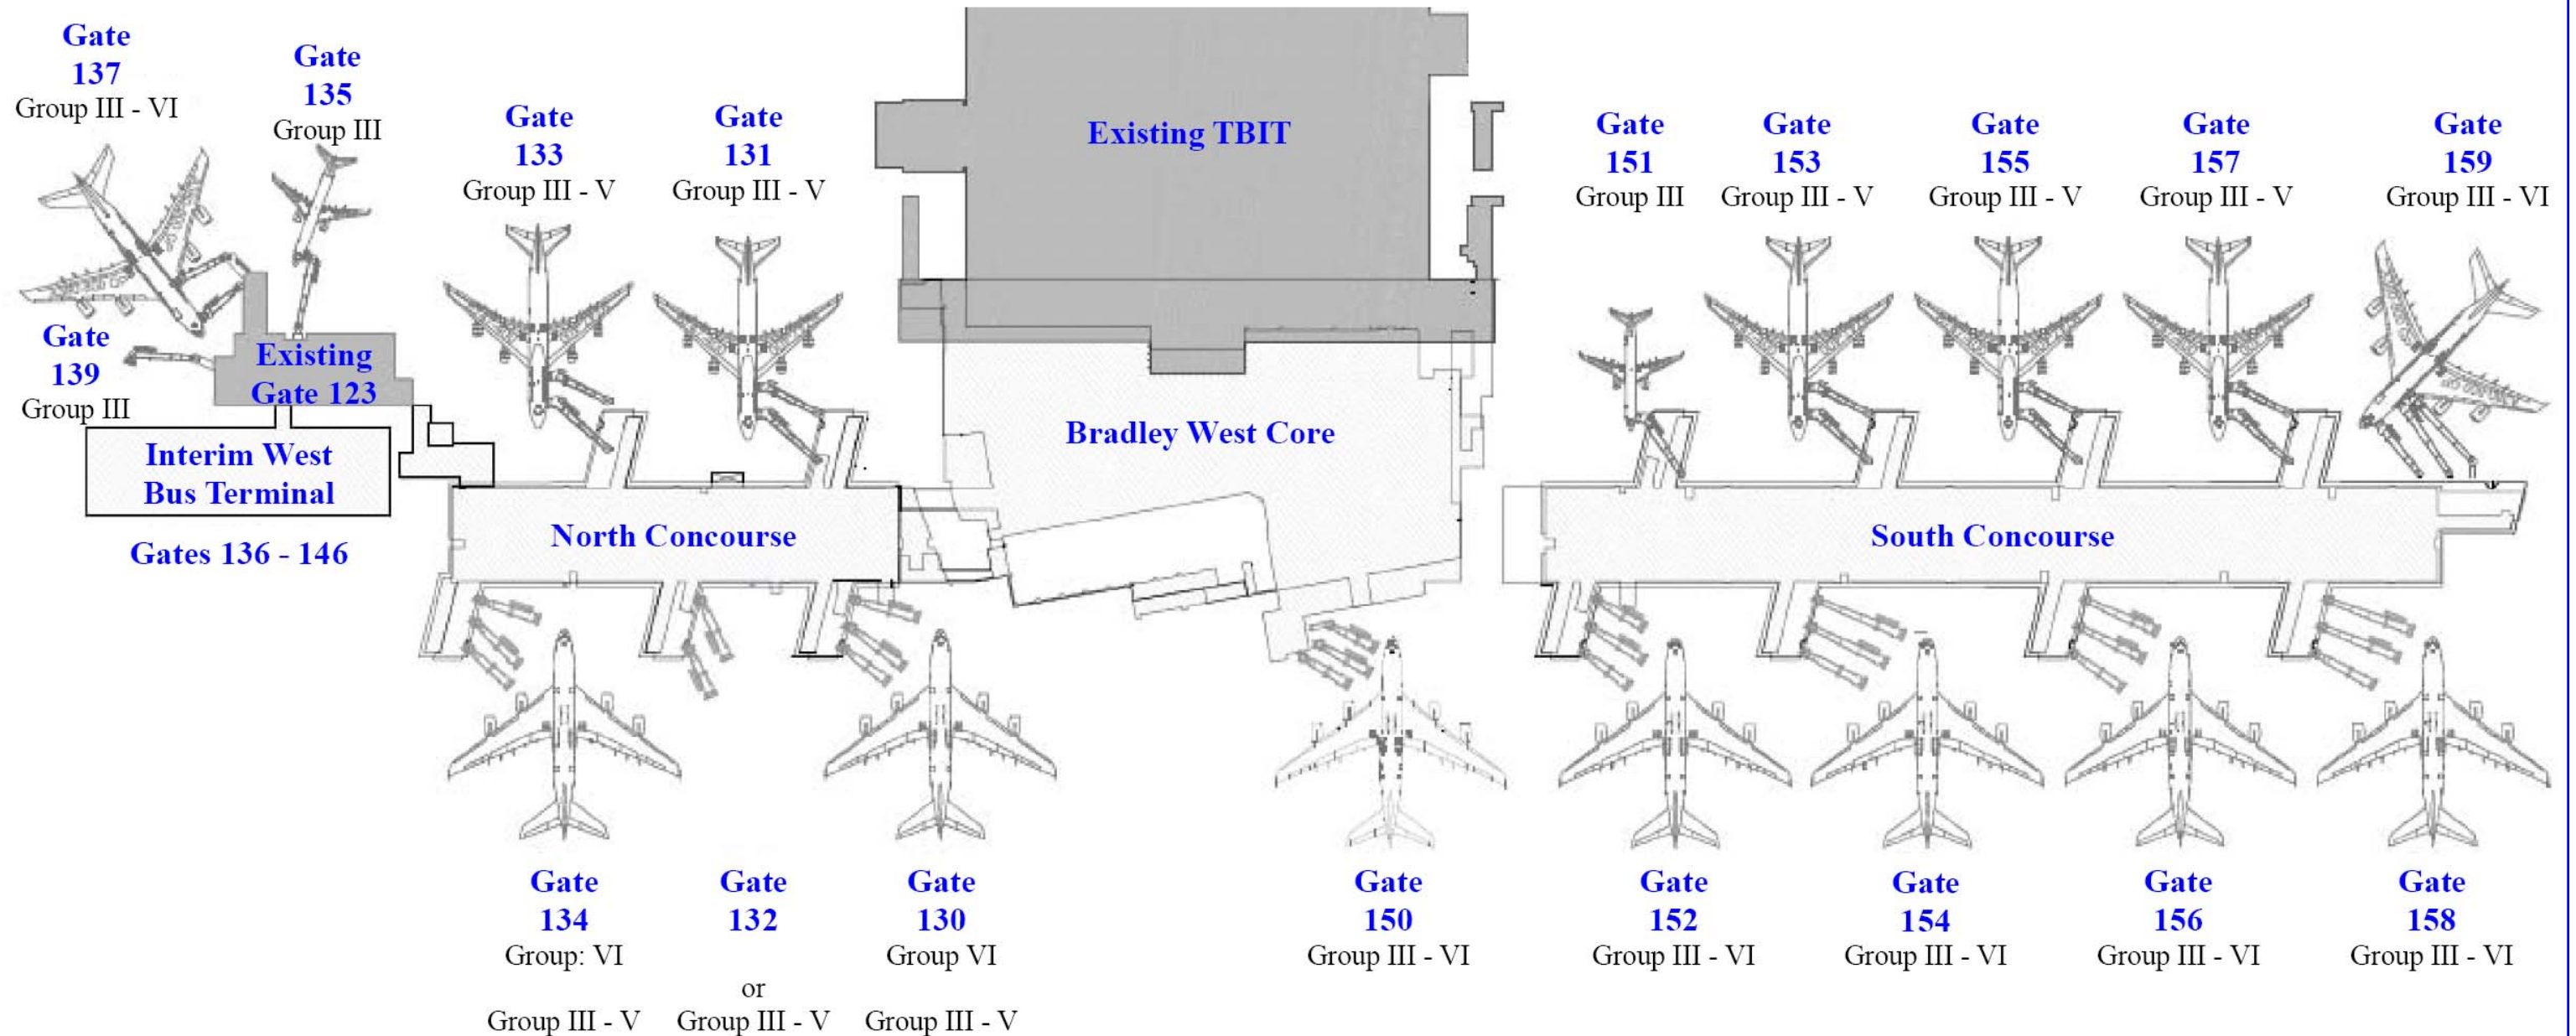 Gate
137
Group III - VI
Gate
135
Group III
Gate
133
Group III - V
Gate
131
Group III - V
Existing TBIT
Gate
151
Group III
Gate
153
Group III - V
Gate
155
Group III - V
Gate
157
Group III - V
Gate
159
Group III - VI
Gate
139
Group III
Existing
Gate 123
Interim West
Bus Terminal
Gates 136 - 146
North Concourse
Bradley West Core
South Concourse
Gate
134
Group: VI
Group III - V
Gate
132
or
Group III - V
Gate
130
Group VI
Group III - V
Gate
150
Group III - VI
Gate
152
Group III - VI
Gate
154
Group III - VI
Gate
156
Group III - VI
Gate
158
Group III - VI